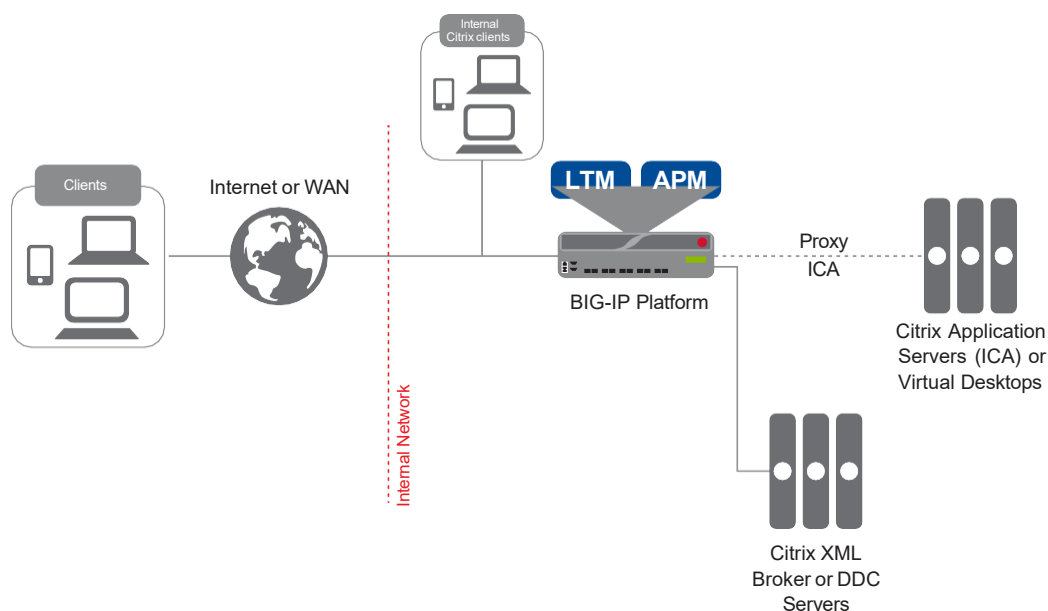 Internal
Citrix clients
Clients
Internet or WAN
LTM
APM
Proxy
ICA
BIG-IP Platform
Citrix Application
Servers (ICA) or
Virtual Desktops
Internal Network
Citrix XML
Broker or DDC
Servers